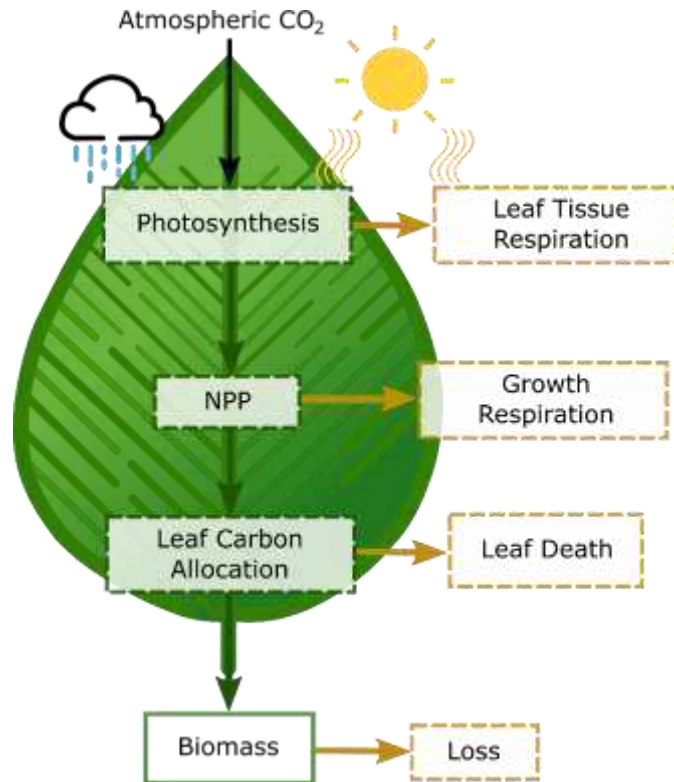 Atmospheric CO₂
Photosynthesis
Leaf Tissue
Respiration
NPP
Growth
Respiration
Leaf Carbon
Allocation
Leaf Death
Biomass
Loss